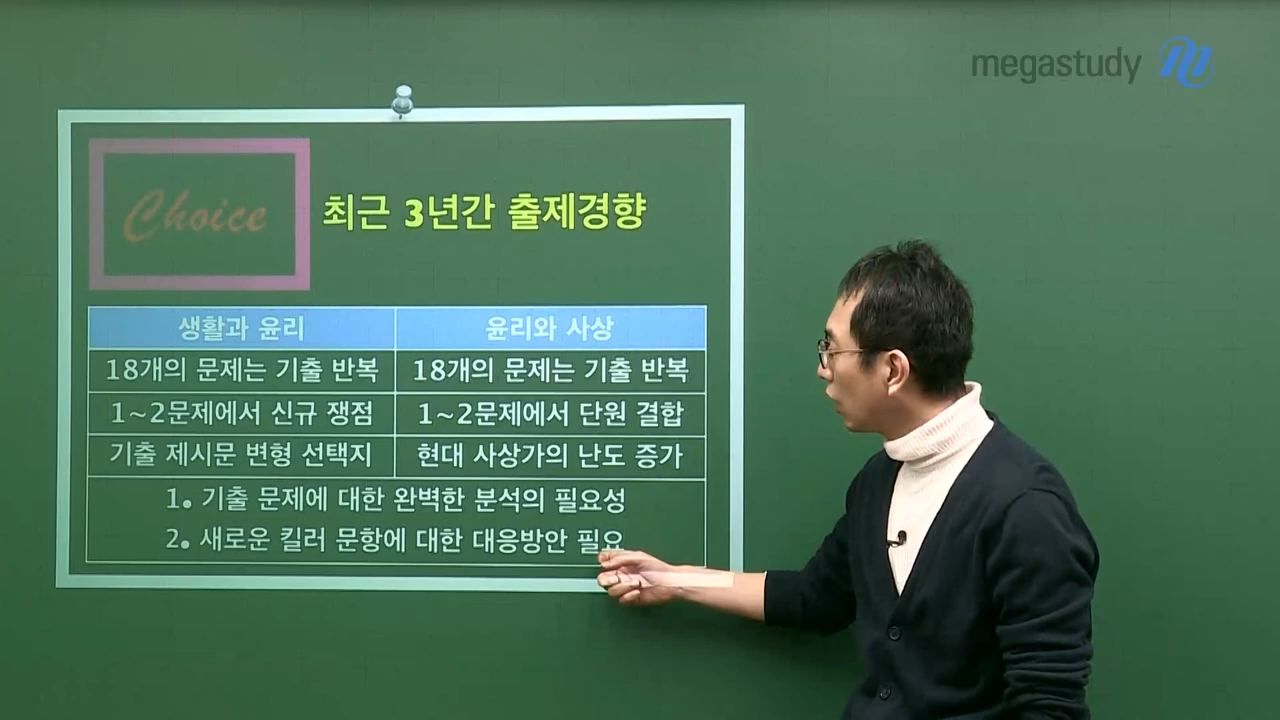 megastudy
Choice
최근 3년간 출제경향
생활과 윤리 윤리와 사상
18개의 문제는 기출 반복 18개의 문제는 기출 반복
1~2문제에서 신규 쟁점 1~2문제에서 단원 결합
기출 제시문 변형 선택지 현대 사상가의 난도 증가
1. 기출 문제에 대한 완벽한 분석의 필요성
2. 새로운 킬러 문항에 대한 대응방안 필요